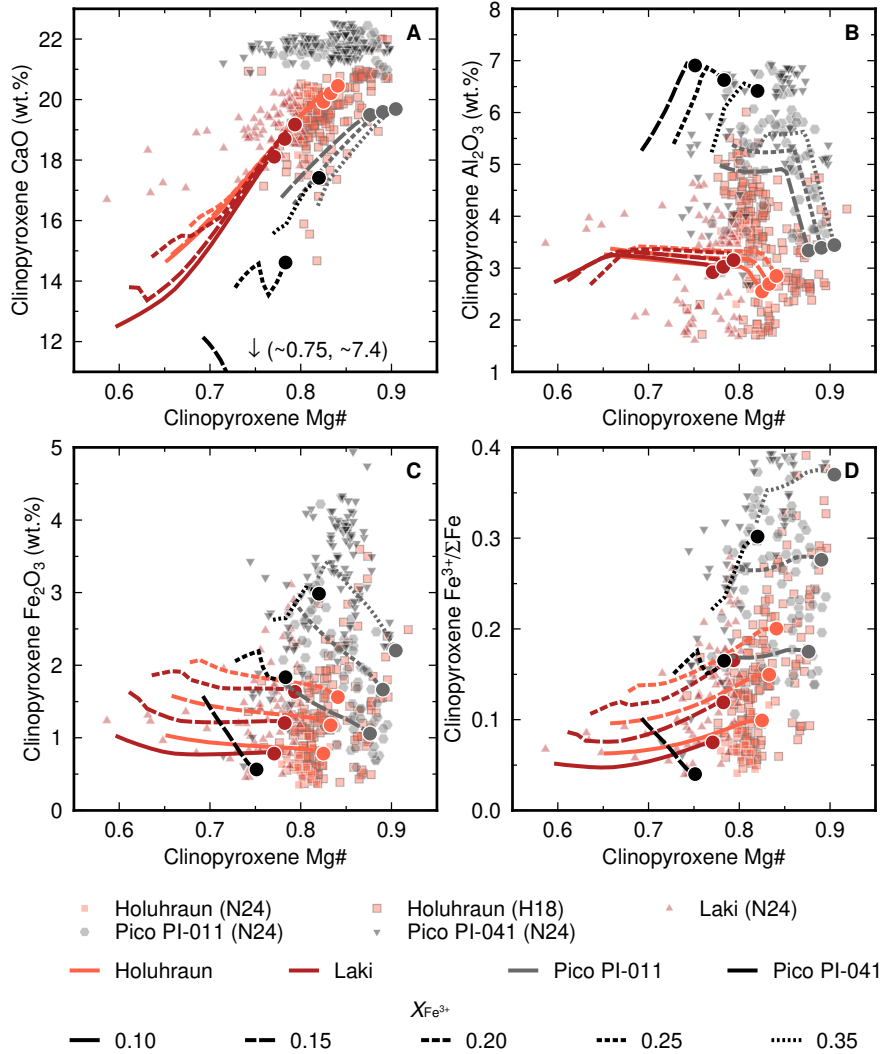 A
22
20
18
16
14
12
Clinopyroxene CaO (wt.%)
↓ (~0.75, ~7.4)
0.6 0.7 0.8 0.9
Clinopyroxene Mg#
B
8
7
6
5
4
3
2
1
Clinopyroxene Al₂O₃ (wt.%)
0.6 0.7 0.8 0.9
Clinopyroxene Mg#
C
5
4
3
2
1
0
Clinopyroxene Fe₂O₃ (wt.%)
0.6 0.7 0.8 0.9
Clinopyroxene Mg#
D
0.4
0.3
0.2
0.1
0.0
Clinopyroxene Fe³⁺/ΣFe
0.6 0.7 0.8 0.9
Clinopyroxene Mg#
Holuhraun (N24) Holuhraun (H18) Laki (N24)
Pico PI-011 (N24) Pico PI-041 (N24)
Holuhraun Laki Pico PI-011 Pico PI-041
X_Fe³⁺
0.10 0.15 0.20 0.25 0.35